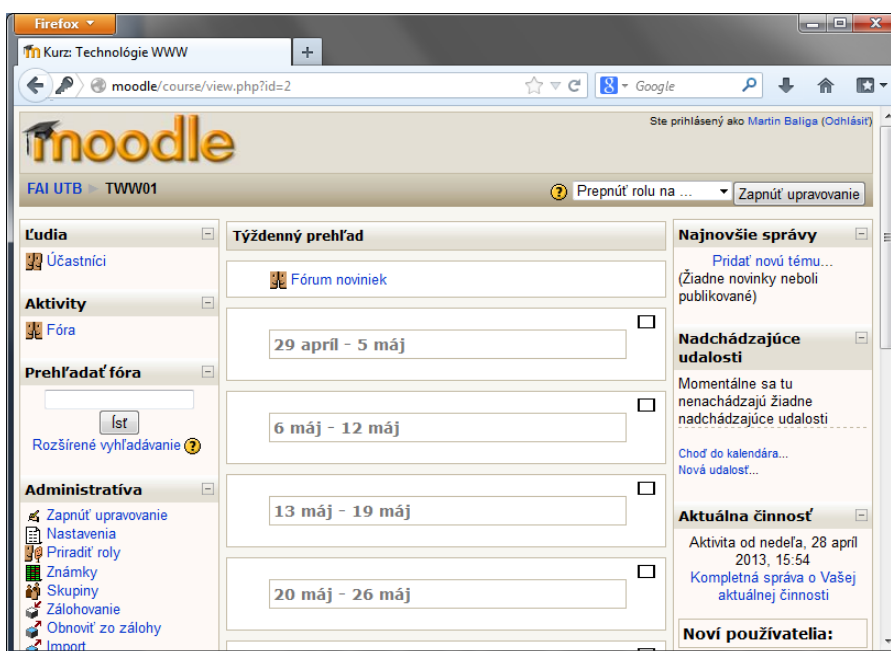 Firefox
Kurz: Technológie WWW
moodle/course/view.php?id=2
Google
moodle
Ste prihlásený ako Martin Baliga (Odhlásiť)
FAI UTB ► TWW01
Prepnúť rolu na ...
Zapnúť upravovanie
Ľudia
Účastníci
Aktivity
Fóra
Prehľadať fóra
Ísť
Rozšírené vyhľadávanie
Administratíva
Zapnúť upravovanie
Nastavenia
Priradiť roly
Známky
Skupiny
Zálohovanie
Obnoviť zo zálohy
Import
Týždenný prehľad
Fórum noviniek
29 apríl - 5 máj
6 máj - 12 máj
13 máj - 19 máj
20 máj - 26 máj
Najnovšie správy
Pridať novú tému...
(Žiadne novinky neboli
publikované)
Nadchádzajúce
udalosti
Momentálne sa tu
nenachádzajú žiadne
nadchádzajúce udalosti
Choď do kalendára...
Nová udalosť...
Aktuálna činnosť
Aktivita od nedeľa, 28 apríl
2013, 15:54
Kompletná správa o Vašej
aktuálnej činnosti
Noví používatelia: